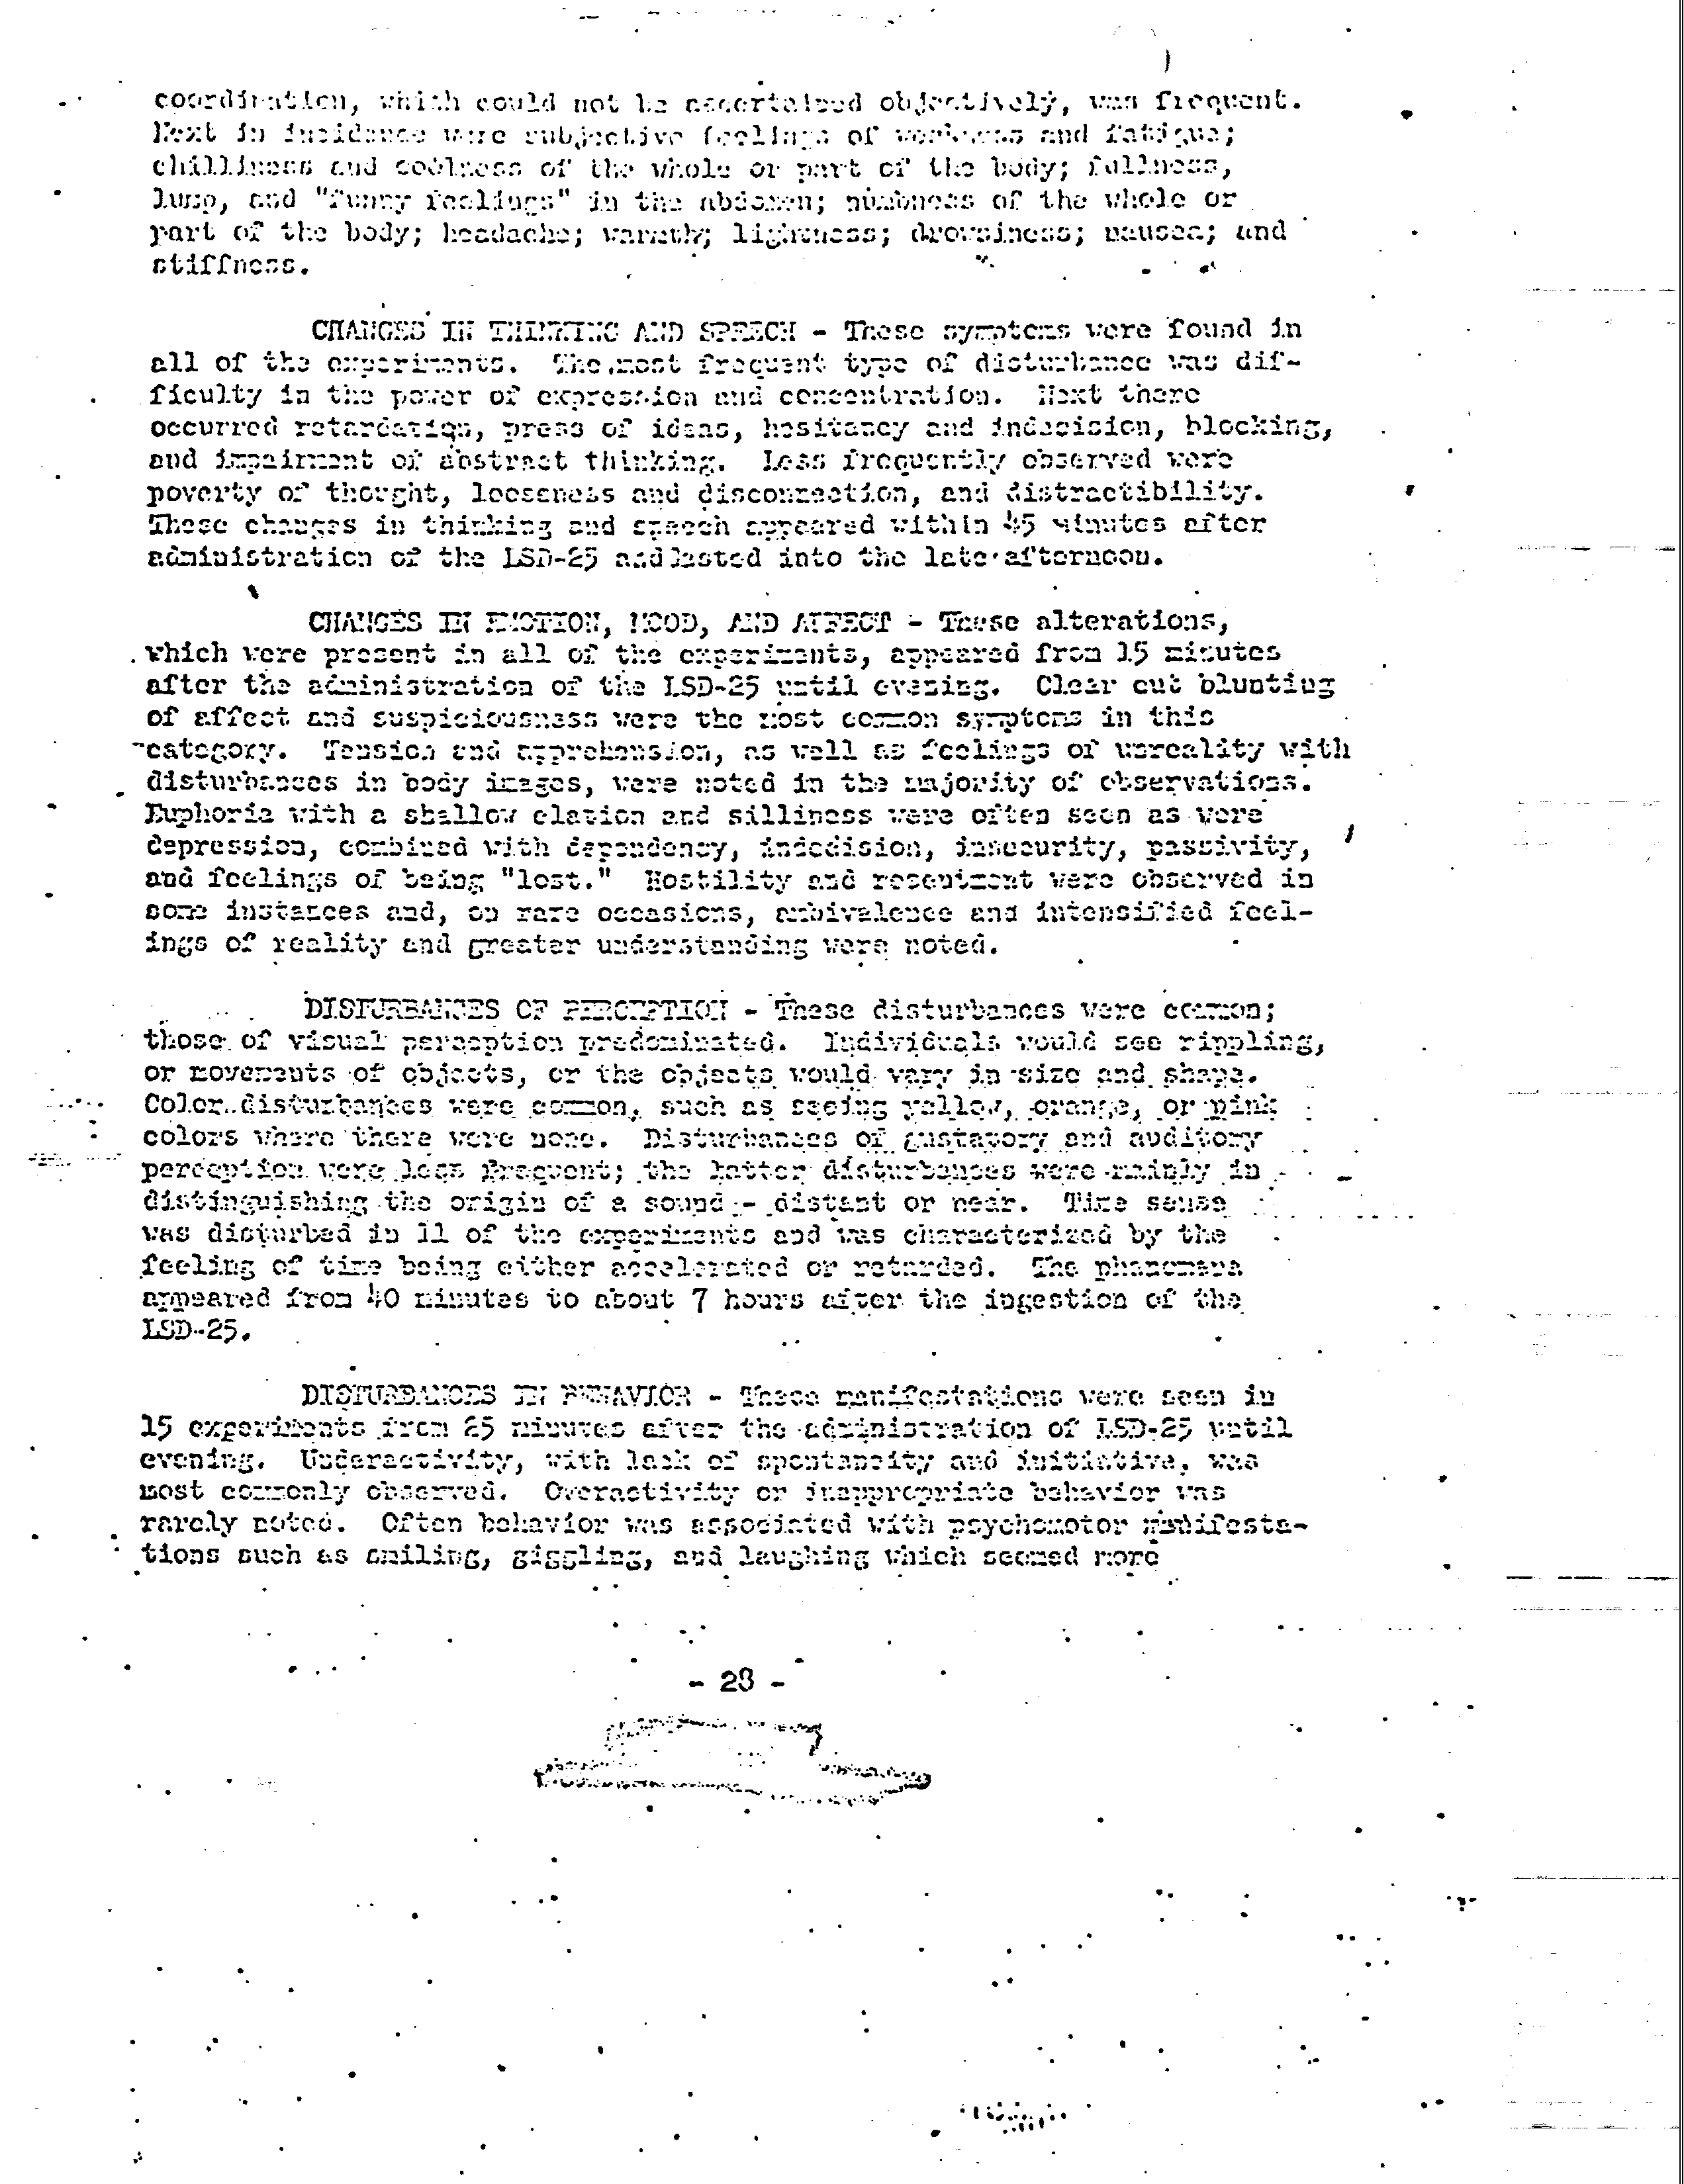 coordination, which could not be ascertained objectively, was frequent.
Next in incidence were subjective feelings of weakness and fatigue;
chilliness and coolness of the whole or part of the body; fullness,
lump, and "funny feelings" in the abdomen; numbness of the whole or
part of the body; headache; warmth; lightness; drowsiness; nausea; and
stiffness.
CHANGES IN THINKING AND SPEECH - These symptoms were found in
all of the experiments. The most frequent type of disturbance was dif-
ficulty in the power of expression and concentration. Next there
occurred retardation, press of ideas, hesitancy and indecision, blocking,
and impairment of abstract thinking. Less frequently observed were
poverty of thought, looseness and disconnection, and distractibility.
These changes in thinking and speech appeared within 45 minutes after
administration of the LSD-25 and lasted into the late afternoon.
CHANGES IN EMOTION, MOOD, AND AFFECT - These alterations,
which were present in all of the experiments, appeared from 15 minutes
after the administration of the LSD-25 until evening. Clear cut blunting
of affect and suspiciousness were the most common symptoms in this
category. Tension and apprehension, as well as feelings of unreality with
disturbances in body images, were noted in the majority of observations.
Euphoria with a shallow elation and silliness were often seen as were
depression, combined with dependency, indedision, insecurity, passivity,
and feelings of being "lost." Hostility and resentment were observed in
some instances and, on rare occasions, ambivalence and intensified feel-
ings of reality and greater understanding were noted.
DISTURBANCES OF PERCEPTION - These disturbances were common;
those of visual perception predominated. Individuals would see rippling,
or movements of objects, or the objects would vary in size and shape.
Color disturbances were common, such as seeing yellow, orange, or pink
colors where there were none. Disturbances of gustatory and auditory
perception were less frequent; the latter disturbances were mainly in
distinguishing the origin of a sound - distant or near. Time sense
was disturbed in 11 of the experiments and was characterized by the
feeling of time being either accelerated or retarded. The phenomena
appeared from 40 minutes to about 7 hours after the ingestion of the
LSD-25.
DISTURBANCES IN BEHAVIOR - These manifestations were seen in
15 experiments from 25 minutes after the administration of LSD-25 until
evening. Underactivity, with lack of spontaneity and initiative, was
most commonly observed. Overactivity or inappropriate behavior was
rarely noted. Often behavior was associated with psychomotor manifesta-
tions such as smiling, giggling, and laughing which seemed more
- 28 -